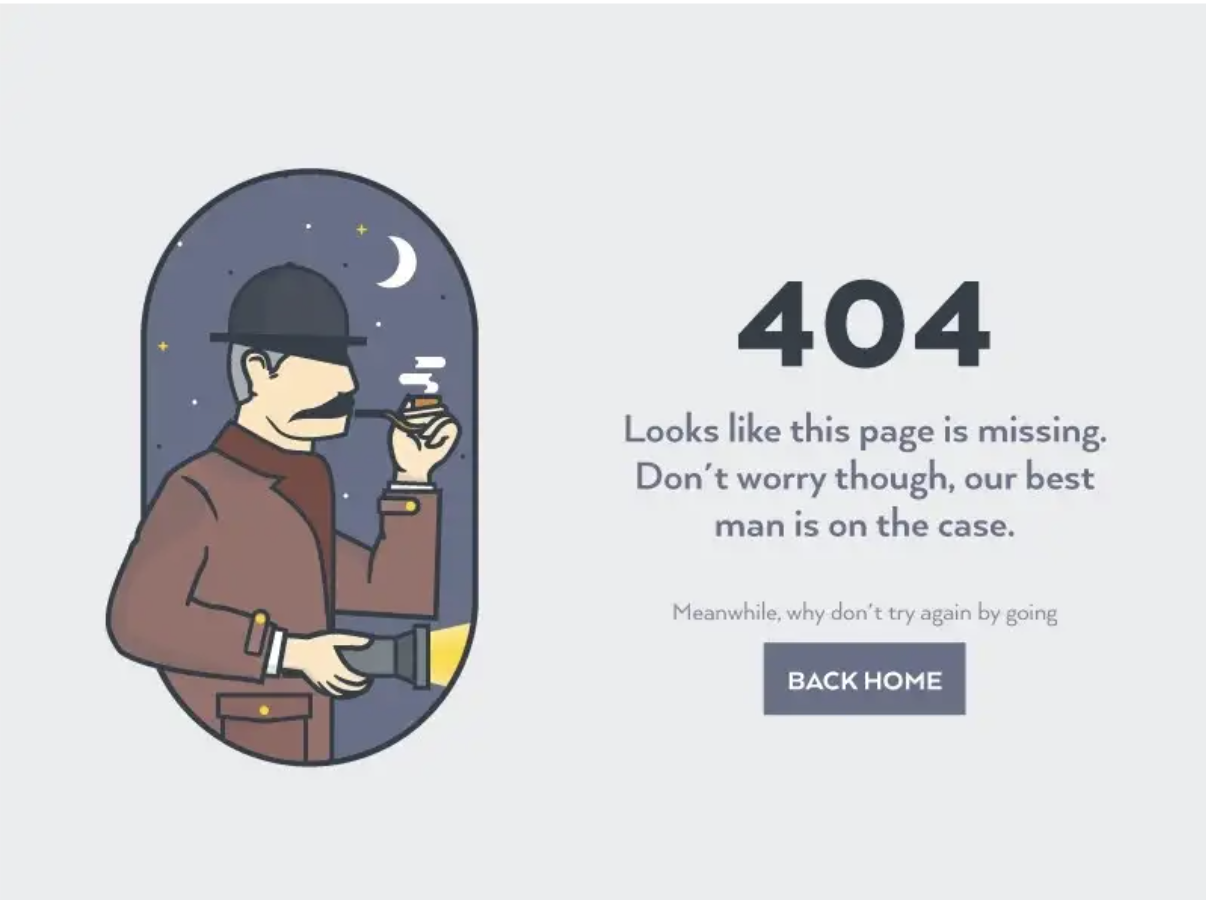 404
Looks like this page is missing.
Don't worry though, our best
man is on the case.
Meanwhile, why don't try again by going
BACK HOME